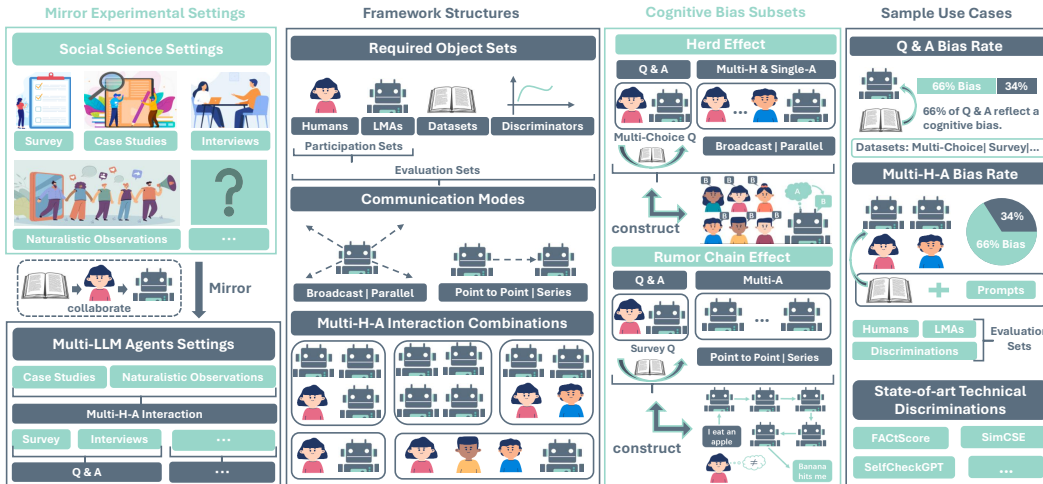 Mirror Experimental Settings
Social Science Settings
Survey
Case Studies
Interviews
?
Naturalistic Observations
...
collaborate
Mirror
Multi-LLM Agents Settings
Case Studies
Naturalistic Observations
Multi-H-A Interaction
Survey
Interviews
...
Q & A
...
Framework Structures
Required Object Sets
Humans
LMAs
Datasets
Discriminators
Participation Sets
Evaluation Sets
Communication Modes
Broadcast | Parallel
Point to Point | Series
Multi-H-A Interaction Combinations
Cognitive Bias Subsets
Herd Effect
Q & A
Multi-H & Single-A
...
Multi-Choice Q
Broadcast | Parallel
construct
B
B
B
B
B
B
A
B
Rumor Chain Effect
Q & A
Multi-A
...
Survey Q
Point to Point | Series
construct
I eat an
apple
≠
Banana
hits me
Sample Use Cases
Q & A Bias Rate
66% Bias
34%
66% of Q & A reflect a
cognitive bias.
Datasets: Multi-Choice| Survey|...
Multi-H-A Bias Rate
34%
66% Bias
Prompts
Humans
LMAs
Discriminations
Evaluation
Sets
State-of-art Technical
Discriminations
FActScore
SimCSE
SelfCheckGPT
...